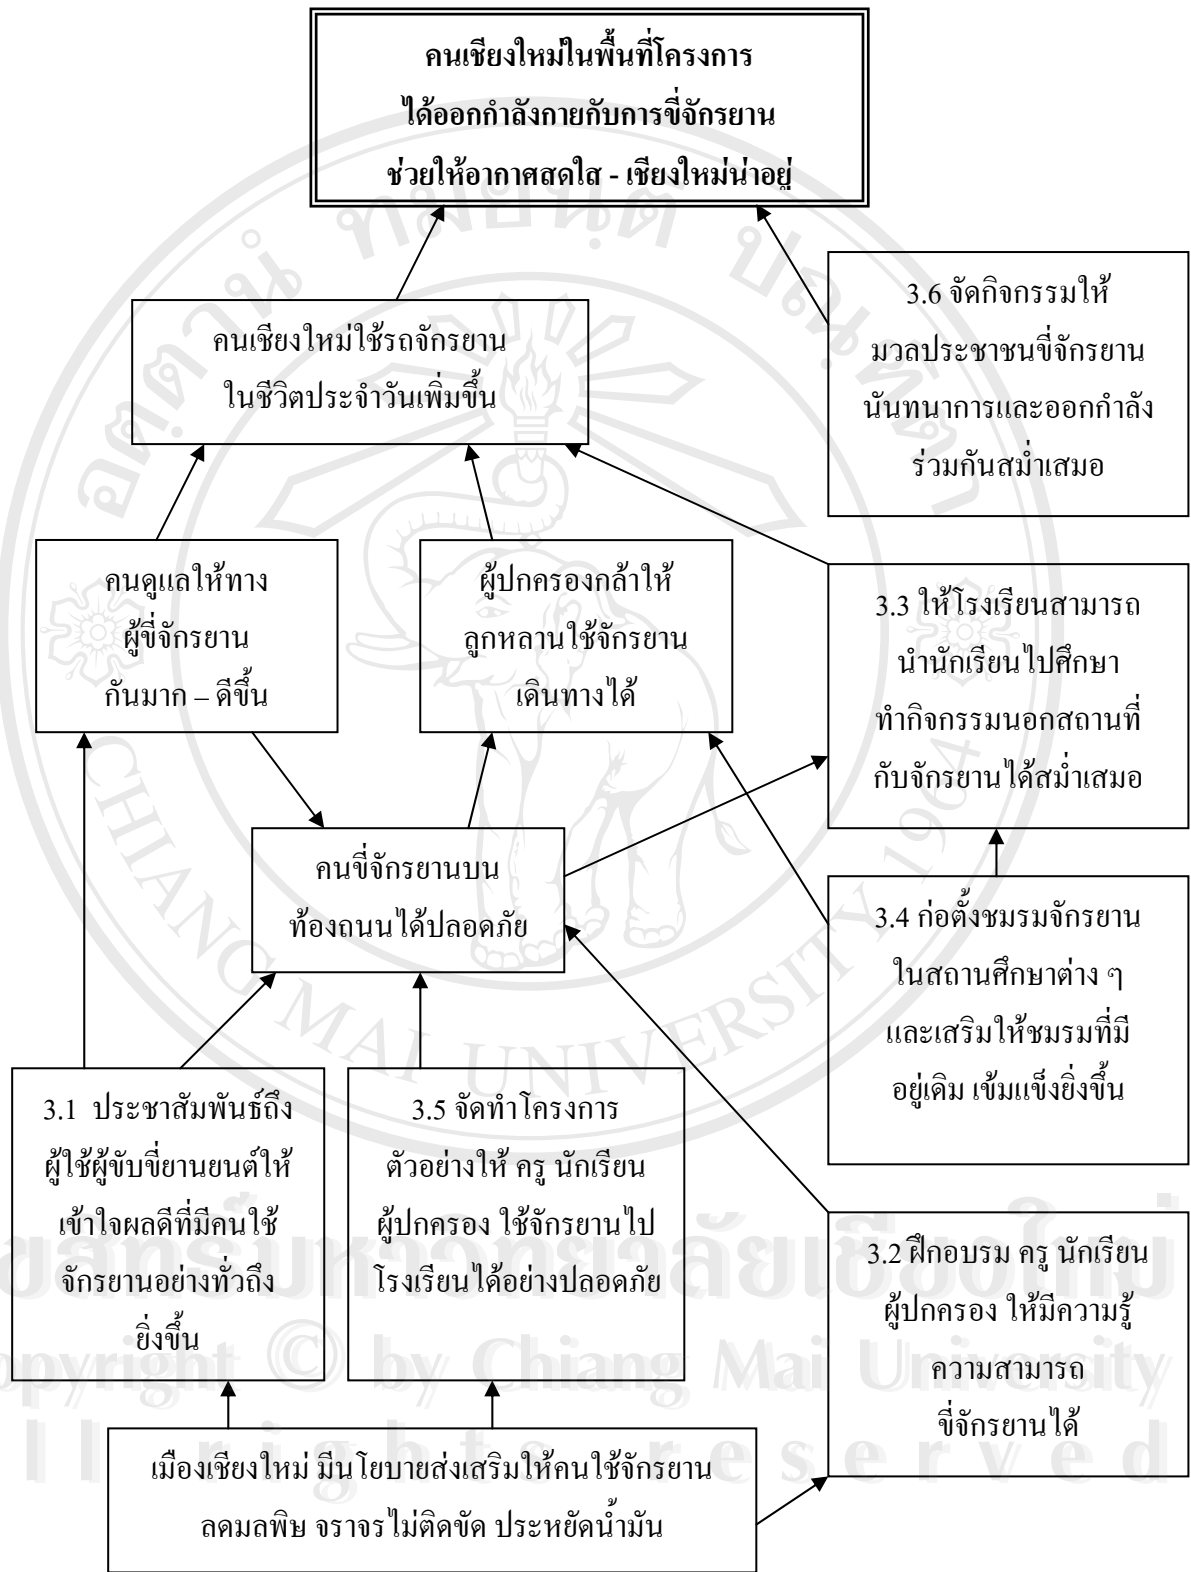 คนเชียงใหม่ในพื้นที่โครงการ
ได้ออกกำลังกายกับการขี่จักรยาน
ช่วยให้อากาศสดใส - เชียงใหม่น่าอยู่
3.6 จัดกิจกรรมให้
มวลประชาชนขี่จักรยาน
นันทนาการและออกกำลัง
ร่วมกันสม่ำเสมอ
คนเชียงใหม่ใช้รถจักรยาน
ในชีวิตประจำวันเพิ่มขึ้น
คนดูแลให้ทาง
ผู้ขี่จักรยาน
กันมาก – ดีขึ้น
ผู้ปกครองกล้าให้
ลูกหลานใช้จักรยาน
เดินทางได้
3.3 ให้โรงเรียนสามารถ
นำนักเรียนไปศึกษา
ทำกิจกรรมนอกสถานที่
กับจักรยานได้สม่ำเสมอ
คนขี่จักรยานบน
ท้องถนนได้ปลอดภัย
3.4 ก่อตั้งชมรมจักรยาน
ในสถานศึกษาต่าง ๆ
และเสริมให้ชมรมที่มี
อยู่เดิม เข้มแข็งยิ่งขึ้น
3.1 ประชาสัมพันธ์ถึง
ผู้ใช้ผู้ขับขี่ยานยนต์ให้
เข้าใจผลดีที่มีคนใช้
จักรยานอย่างทั่วถึง
ยิ่งขึ้น
3.5 จัดทำโครงการ
ตัวอย่างให้ ครู นักเรียน
ผู้ปกครอง ใช้จักรยานไป
โรงเรียนได้อย่างปลอดภัย
3.2 ฝึกอบรม ครู นักเรียน
ผู้ปกครอง ให้มีความรู้
ความสามารถ
ขี่จักรยานได้
เมืองเชียงใหม่ มีนโยบายส่งเสริมให้คนใช้จักรยาน
ลดมลพิษ จราจรไม่ติดขัด ประหยัดน้ำมัน
CHIANG MAI UNIVERSITY 1904
© by Chiang Mai University
rights reserved